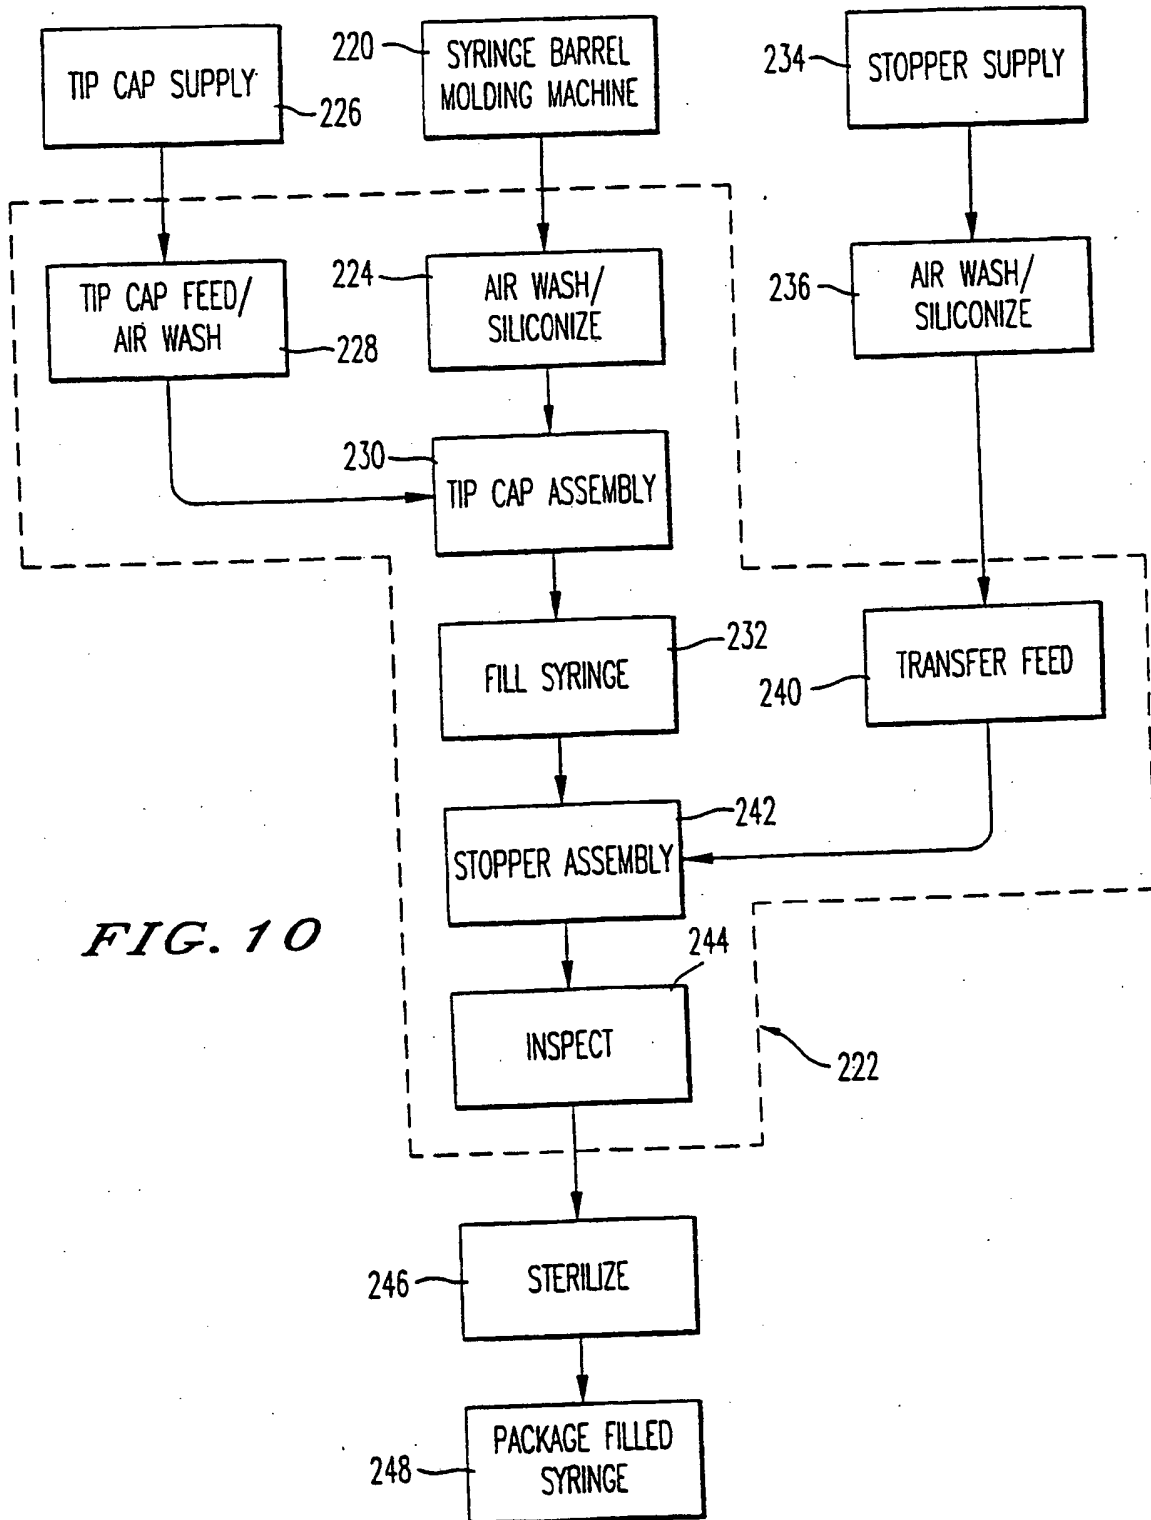 TIP CAP SUPPLY
226
220
SYRINGE BARREL
MOLDING MACHINE
234
STOPPER SUPPLY
TIP CAP FEED/
AIR WASH
228
224
AIR WASH/
SILICONIZE
236
AIR WASH/
SILICONIZE
230
TIP CAP ASSEMBLY
FILL SYRINGE
232
240
TRANSFER FEED
STOPPER ASSEMBLY
242
FIG. 10
244
INSPECT
222
246
STERILIZE
248
PACKAGE FILLED
SYRINGE